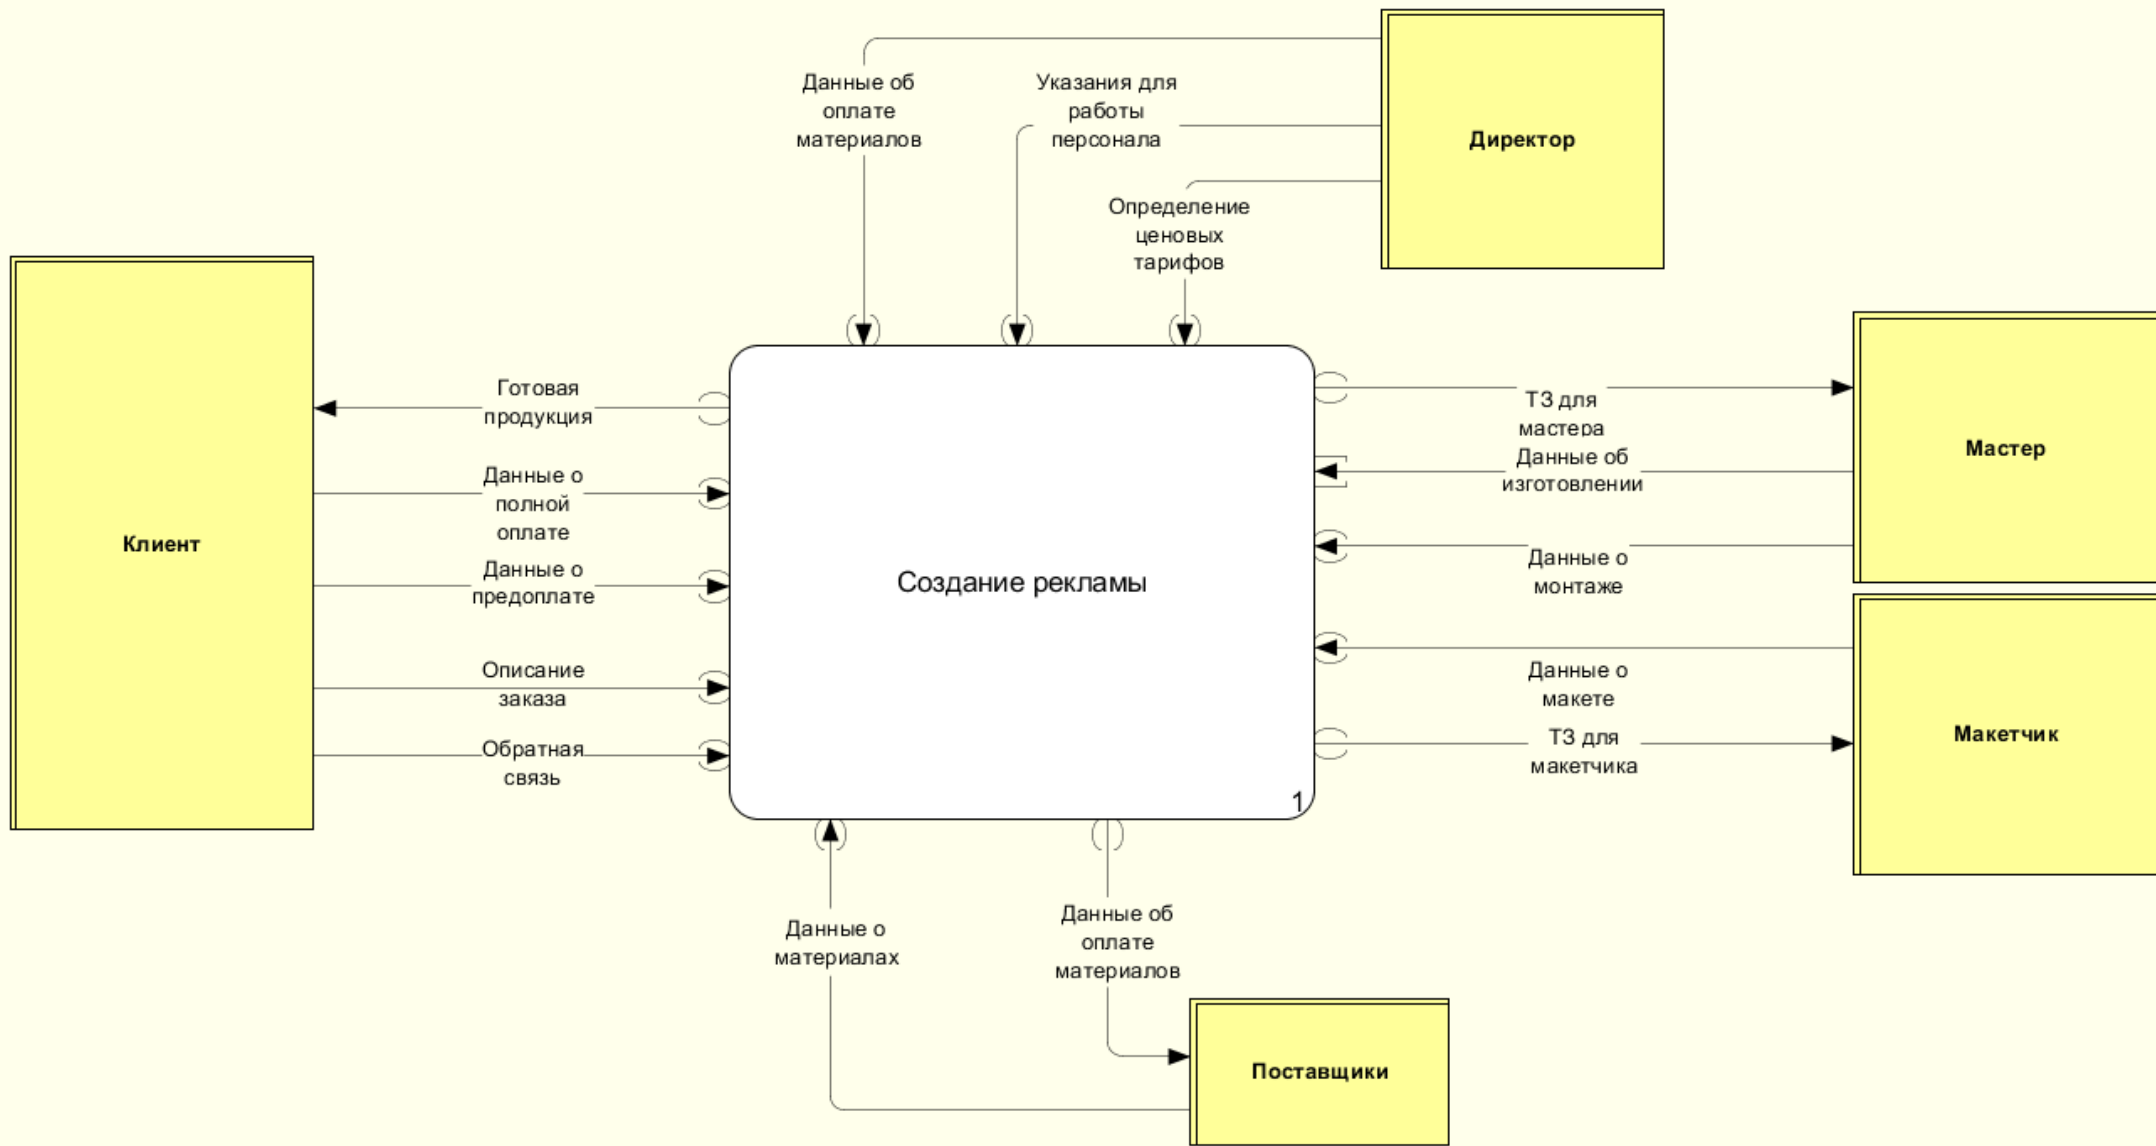 Данные об
оплате
материалов
Указания для
работы
персонала
Директор
Определение
ценовых
тарифов
Готовая
продукция
Данные о
полной
оплате
Клиент
Данные о
предоплате
Описание
заказа
Обратная
связь
Создание рекламы
1
ТЗ для
мастера
Данные об
изготовлении
Данные о
монтаже
Мастер
Данные о
макете
ТЗ для
макетчика
Макетчик
Данные о
материалах
Данные об
оплате
материалов
Поставщики